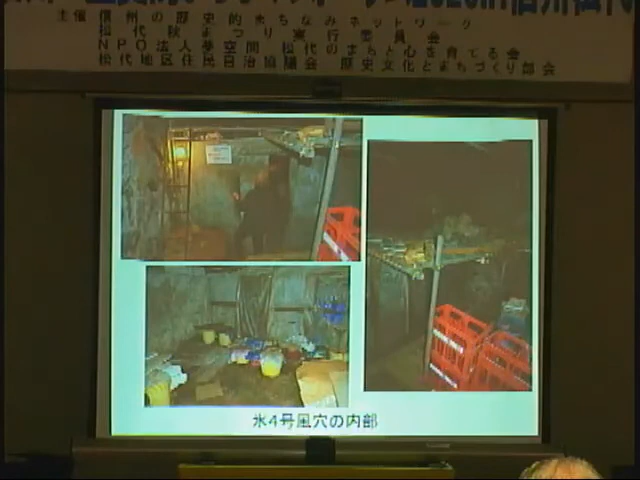 主催 信州の歴史的まちなみネットワーク
松代秋まつり実行委員会
NPO法人夢空間 松代のまちと心を育てる会
松代地区住民自治協議会 歴史文化とまちづくり部会
氷4号風穴の内部